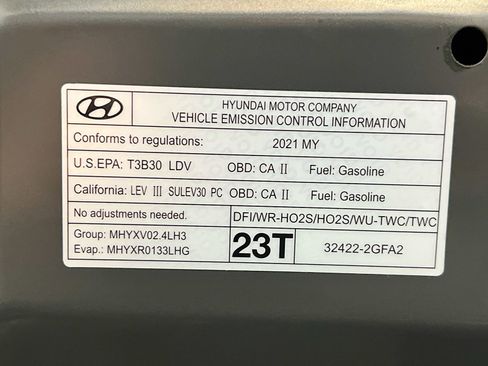 HYUNDAI MOTOR COMPANY
VEHICLE EMISSION CONTROL INFORMATION
Conforms to regulations: 2021 MY
U.S.EPA: T3B30 LDV OBD: CA II Fuel: Gasoline
California: LEV III SULEV30 PC OBD: CA II Fuel: Gasoline
No adjustments needed. DFI/WR-HO2S/HO2S/WU-TWC/TWC
Group: MHYXV02.4LH3
Evap.: MHYXR0133LHG
23T
32422-2GFA2